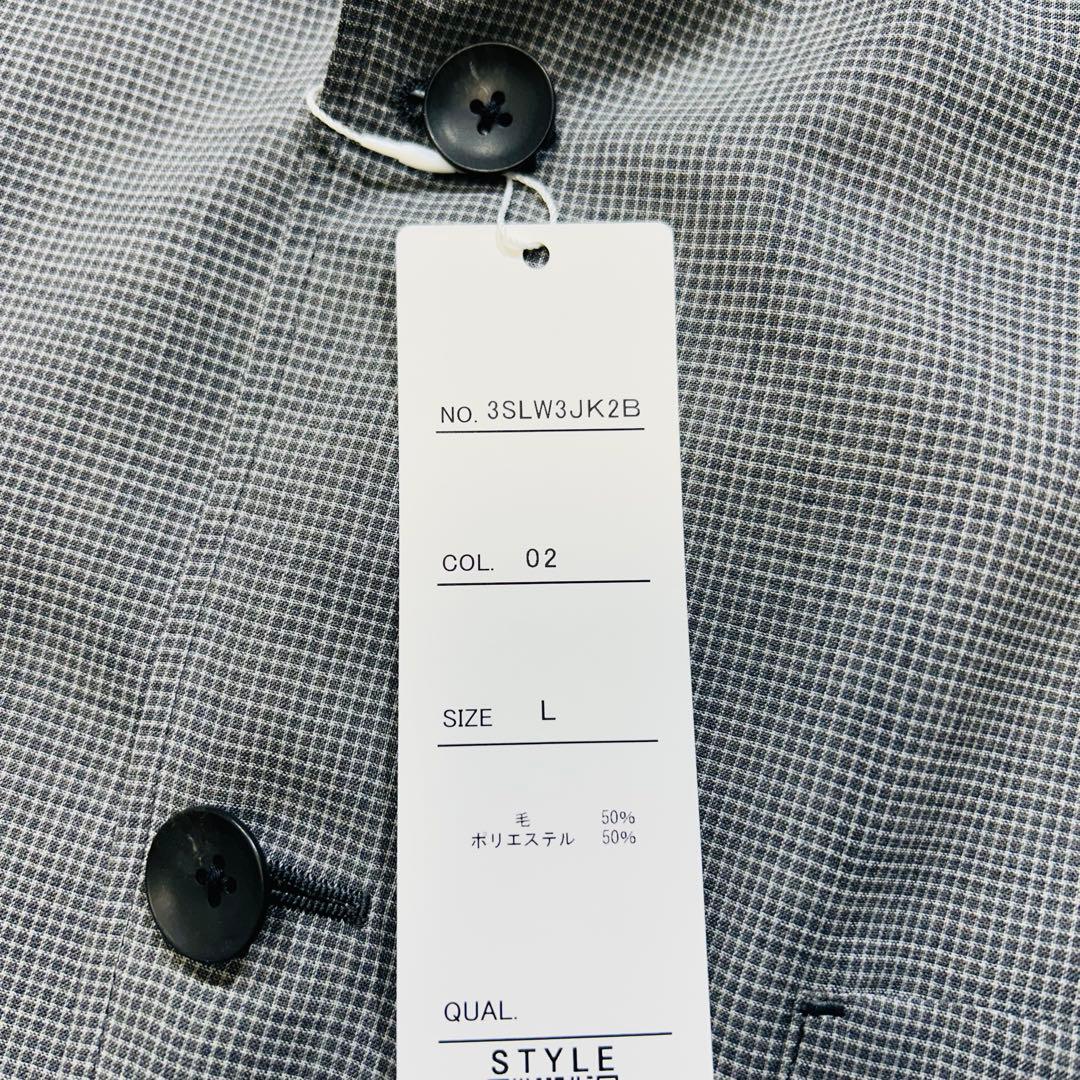 NO. 3SLW3JK2B
COL. 02
SIZE L
毛 50%
ポリエステル 50%
QUAL.
STYLE